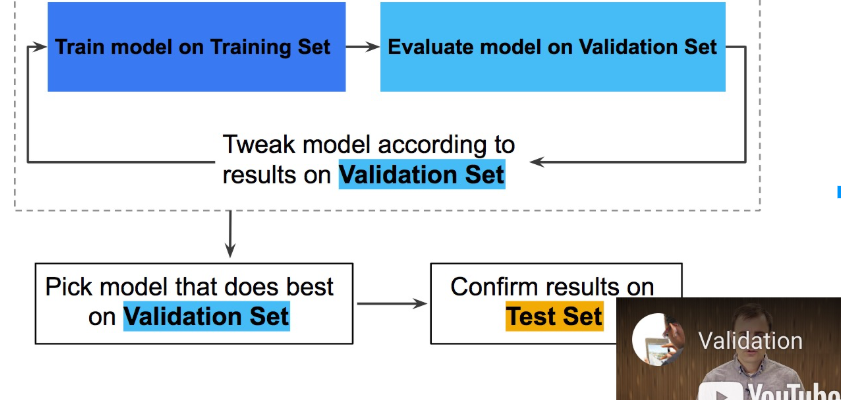 Train model on Training Set
Evaluate model on Validation Set
Tweak model according to
results on Validation Set
Pick model that does best
on Validation Set
Confirm results on
Test Set
Validation
YouTube